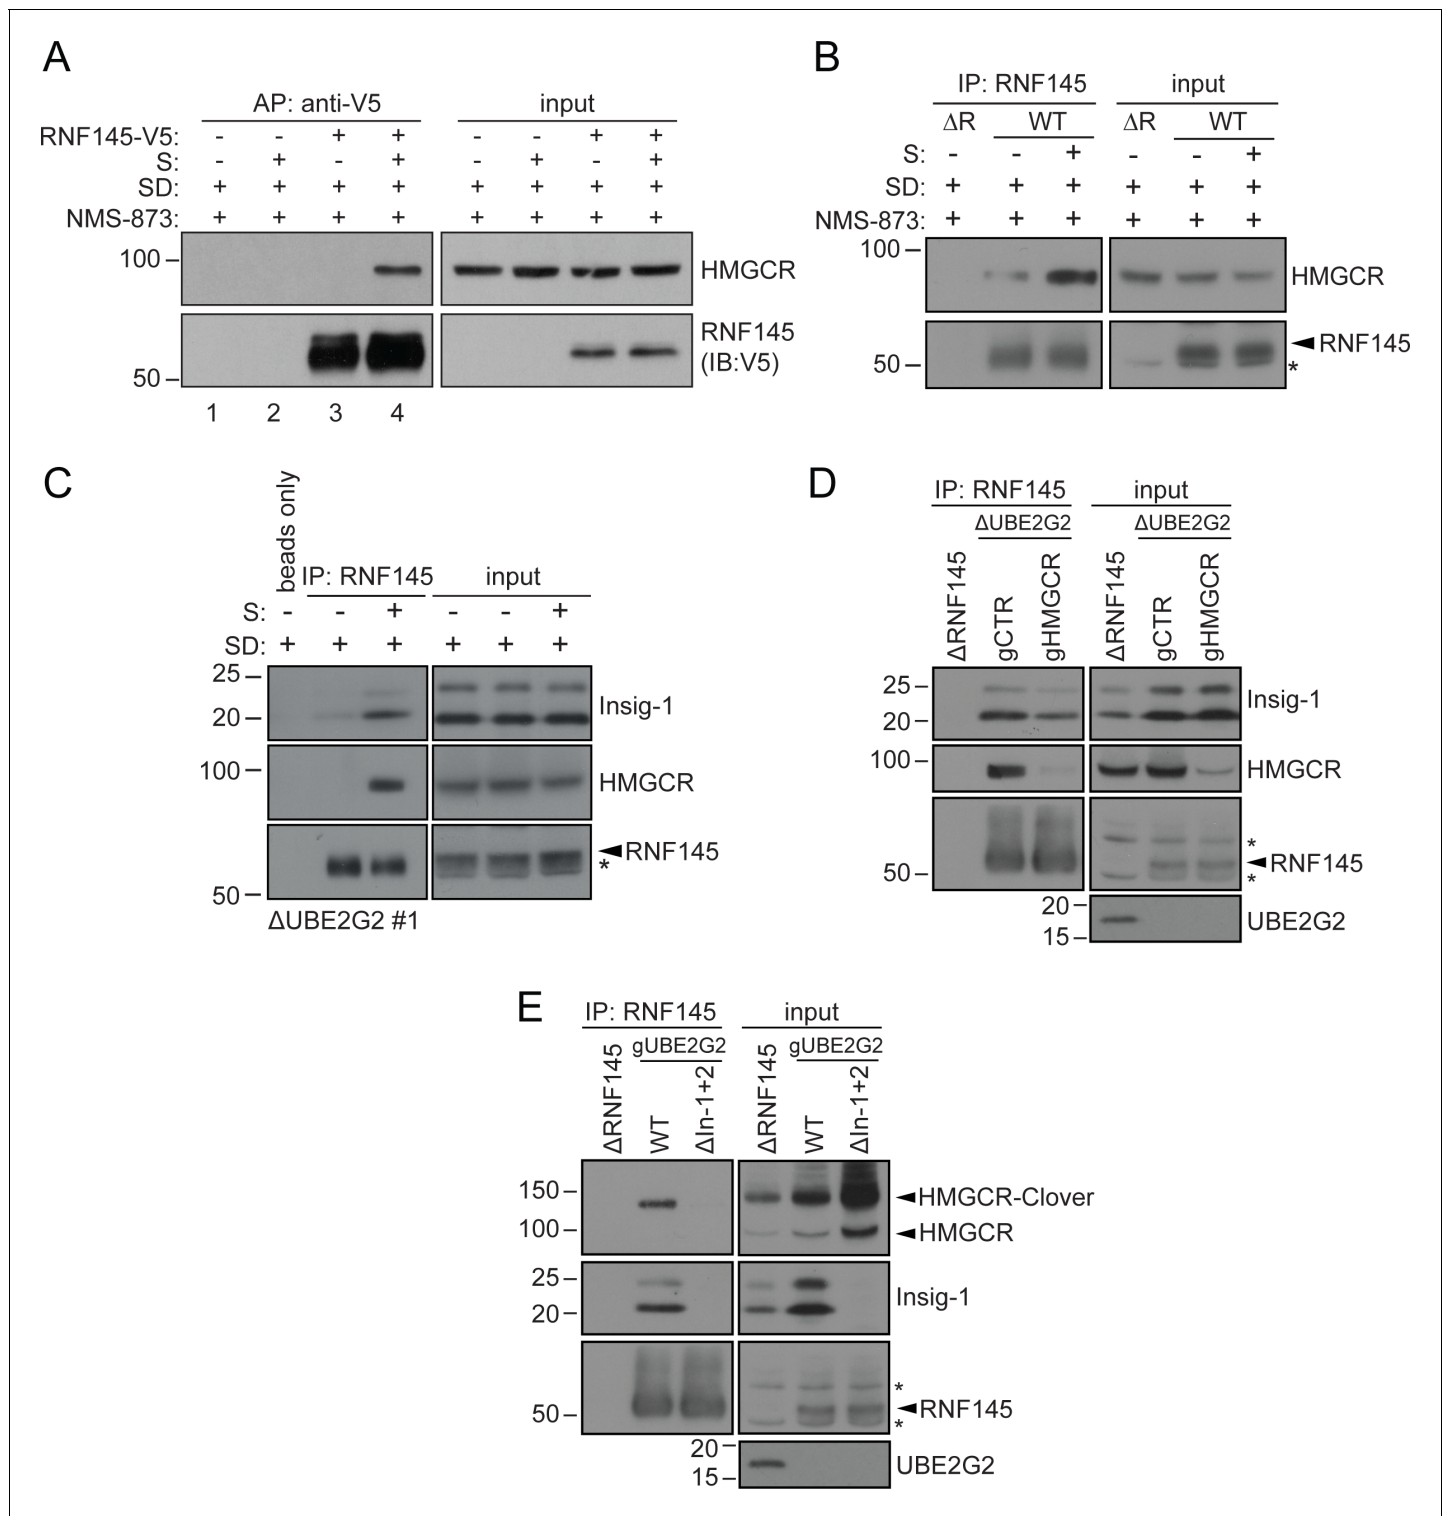 A
AP: anti-V5 input
RNF145-V5: - - + + - - + +
S: - + - + - + - +
SD: + + + + + + + +
NMS-873: + + + + + + + +
100 HMGCR
RNF145
(IB:V5)
50
1 2 3 4
B
IP: RNF145 input
ΔR WT ΔR WT
S: - - + - - +
SD: + + + + + +
NMS-873: + + + + + +
100 HMGCR
RNF145
50 *
C
beads only
IP: RNF145 input
S: - - + - - +
SD: + + + + + +
25
Insig-1
20
100 HMGCR
RNF145
*
50
ΔUBE2G2 #1
D
IP: RNF145 input
ΔUBE2G2 ΔUBE2G2
ΔRNF145 gCTR gHMGCR ΔRNF145 gCTR gHMGCR
25
Insig-1
20
100 HMGCR
*
RNF145
50 *
20
UBE2G2
15
E
IP: RNF145 input
gUBE2G2 gUBE2G2
ΔRNF145 WT ΔIn-1+2 ΔRNF145 WT ΔIn-1+2
150 HMGCR-Clover
100 HMGCR
25
Insig-1
20
*
50 RNF145
*
20
UBE2G2
15